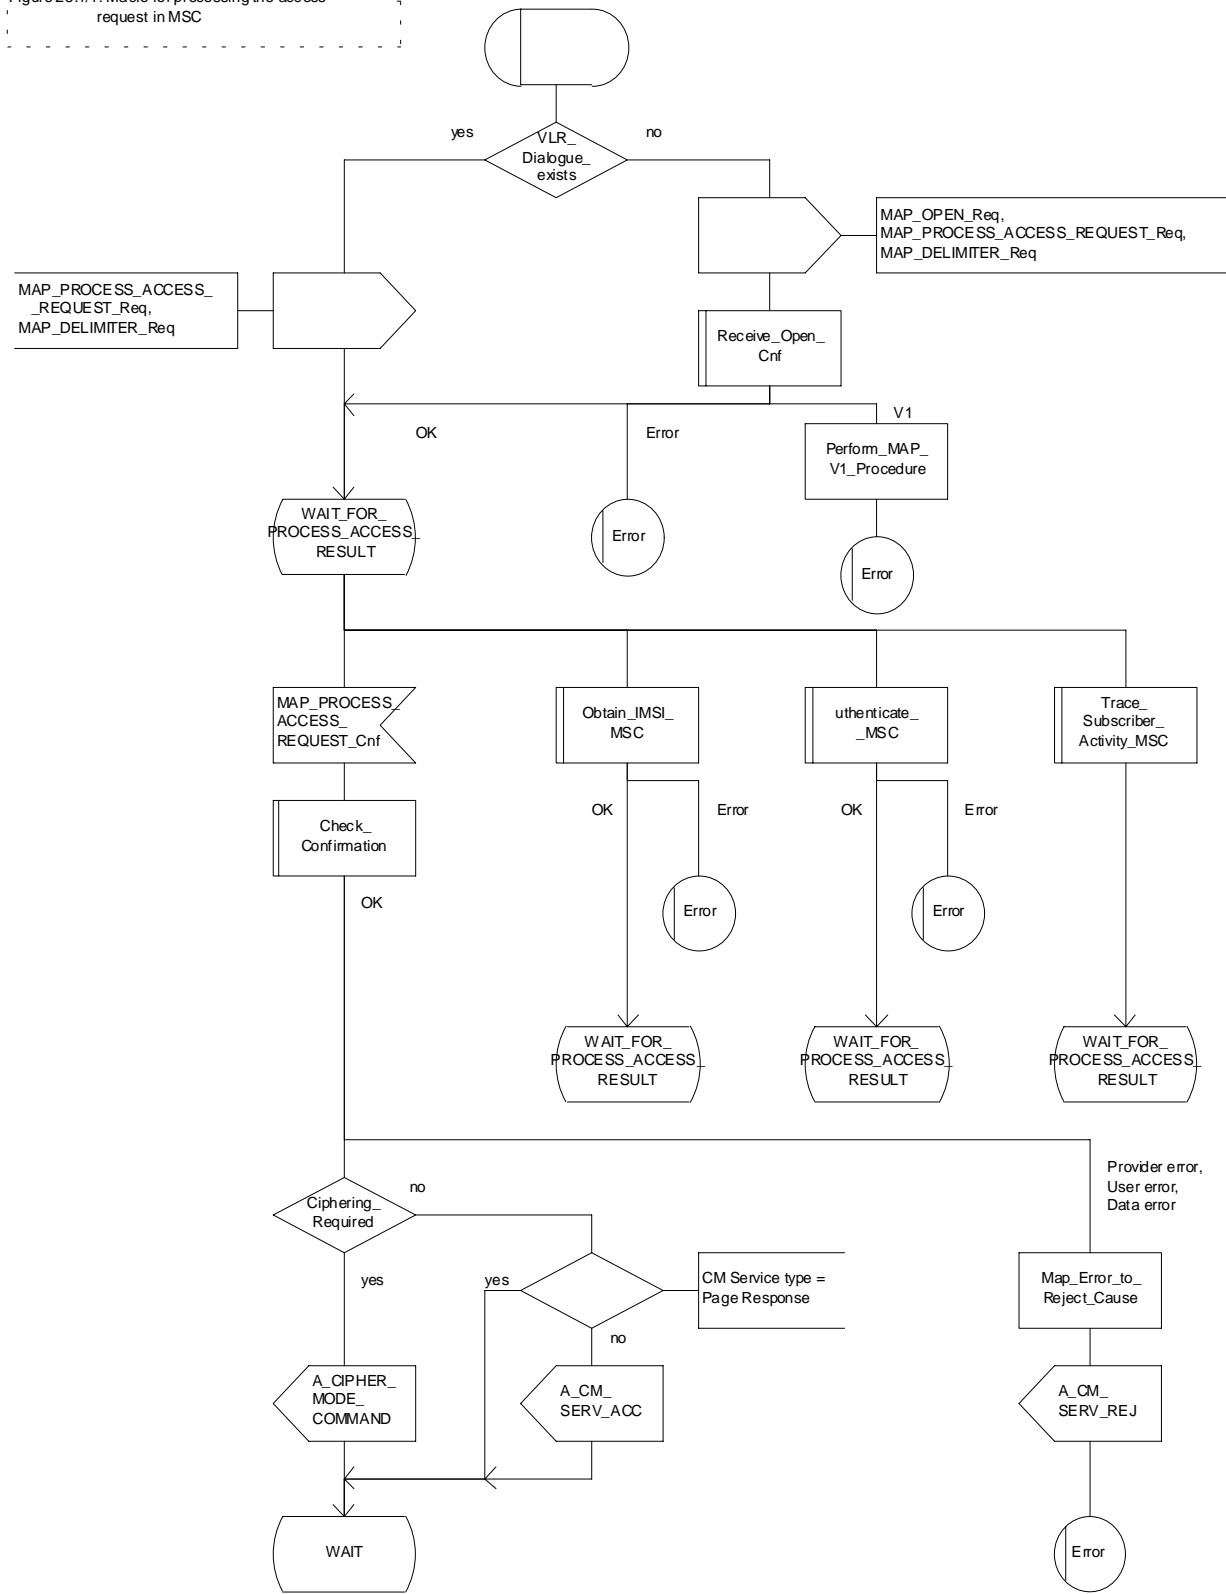 request in MSC
yes
no
VLR_
Dialogue_
exists
MAP_OPEN_Req,
MAP_PROCESS_ACCESS_REQUEST_Req,
MAP_DELIMITER_Req
MAP_PROCESS_ACCESS_
_REQUEST_Req,
MAP_DELIMITER_Req
Receive_Open_
Cnf
OK
Error
V1
Perform_MAP_
V1_Procedure
WAIT_FOR_
PROCESS_ACCESS_
RESULT
Error
Error
MAP_PROCESS_
ACCESS_
REQUEST_Cnf
Obtain_IMSI_
MSC
uthenticate_
_MSC
Trace_
Subscriber_
Activity_MSC
Check_
Confirmation
OK
Error
OK
Error
OK
Error
Error
WAIT_FOR_
PROCESS_ACCESS_
RESULT
WAIT_FOR_
PROCESS_ACCESS_
RESULT
WAIT_FOR_
PROCESS_ACCESS_
RESULT
Provider error,
User error,
Data error
Ciphering_
Required
no
yes
yes
CM Service type =
Page Response
no
Map_Error_to_
Reject_Cause
A_CIPHER_
MODE_
COMMAND
A_CM_
SERV_ACC
A_CM_
SERV_REJ
WAIT
Error